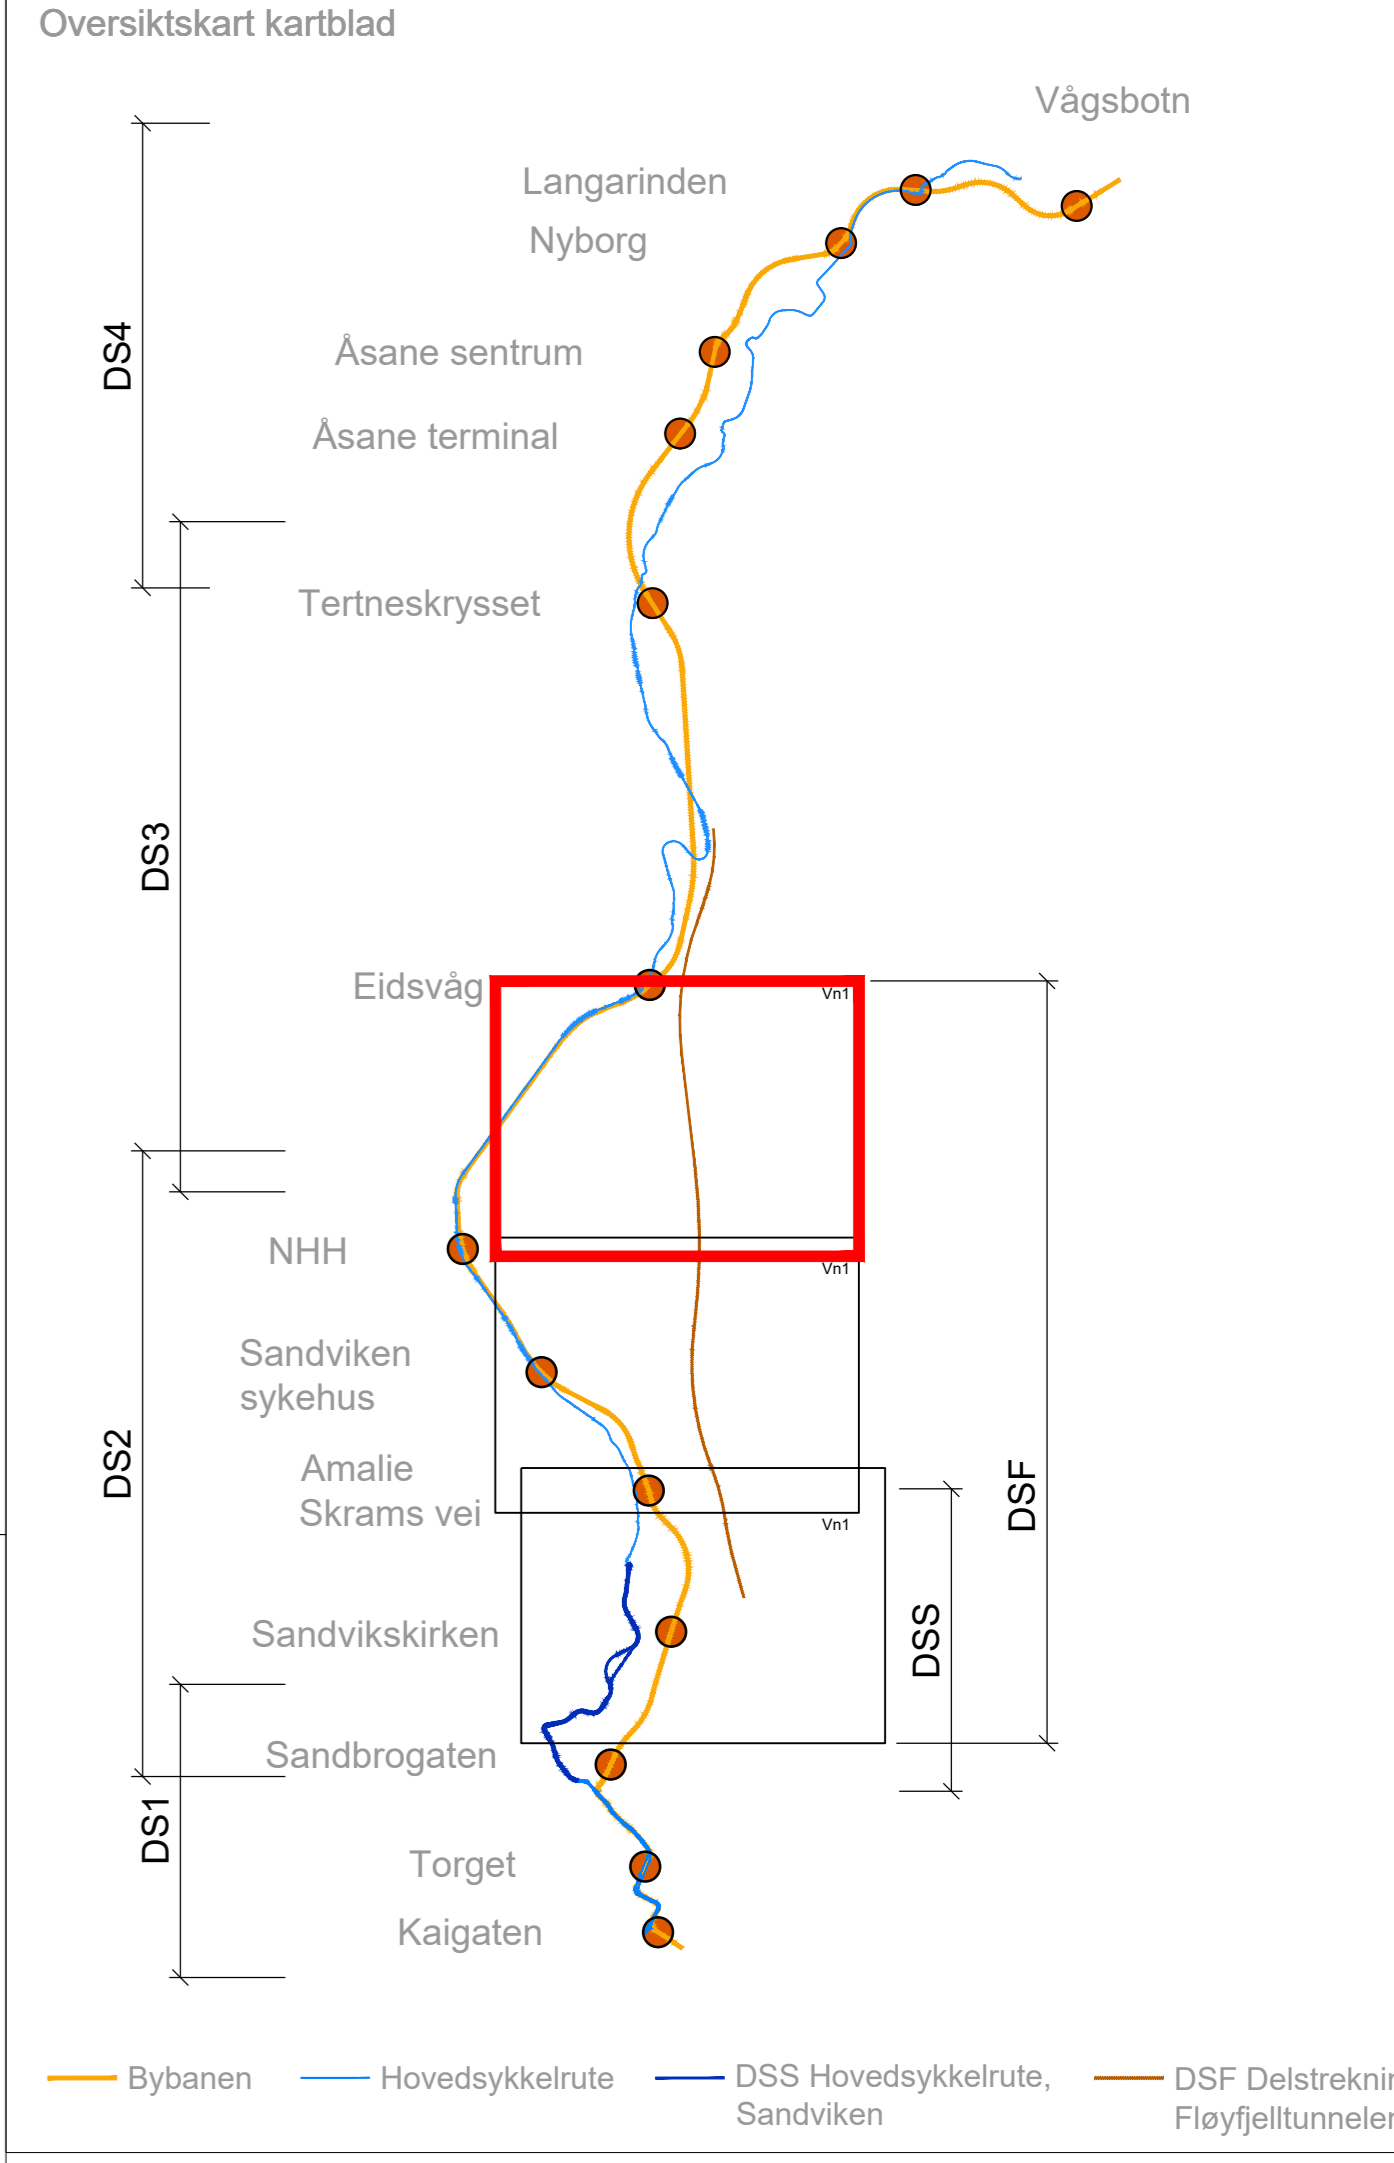 Oversiktskart kartblad
Vågsbotn
Langarinden
Nyborg
Åsane sentrum
DS4
Åsane terminal
Tertneskrysset
DS3
Eidsvåg
Vn1
NHH
Vn1
Sandviken
sykehus
DS2
Amalie
Skrams vei
DSF
Vn1
Sandvikskirken
DSS
Sandbrogaten
DS1
Torget
Kaigaten
Bybanen
Hovedsykkelrute
DSS Hovedsykkelrute,
Sandviken
DSF Delstreknin
Fløyfjelltunneler